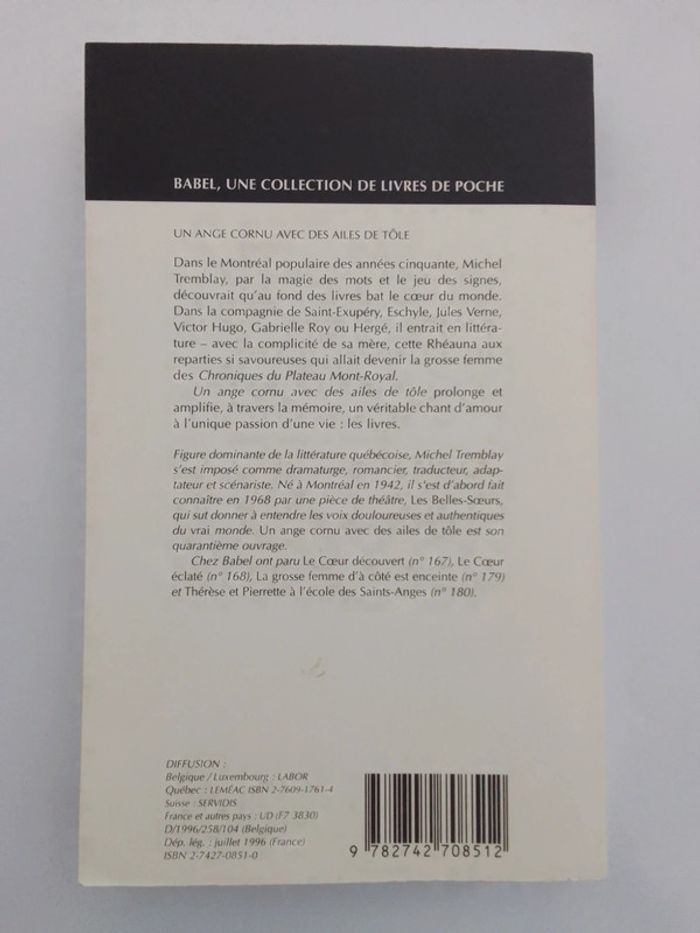 BABEL, UNE COLLECTION DE LIVRES DE POCHE
UN ANGE CORNU AVEC DES AILES DE TÔLE
Dans le Montréal populaire des années cinquante, Michel
Tremblay, par la magie des mots et le jeu des signes,
découvrait qu'au fond des livres bat le cœur du monde.
Dans la compagnie de Saint-Exupéry, Eschyle, Jules Verne,
Victor Hugo, Gabrielle Roy ou Hergé, il entrait en littéra-
ture – avec la complicité de sa mère, cette Rhéauna aux
reparties si savoureuses qui allait devenir la grosse femme
des Chroniques du Plateau Mont-Royal.
Un ange cornu avec des ailes de tôle prolonge et
amplifie, à travers la mémoire, un véritable chant d'amour
à l'unique passion d'une vie : les livres.
Figure dominante de la littérature québécoise, Michel Tremblay
s'est imposé comme dramaturge, romancier, traducteur, adap-
tateur et scénariste. Né à Montréal en 1942, il s'est d'abord fait
connaître en 1968 par une pièce de théâtre, Les Belles-Sœurs,
qui sut donner à entendre les voix douloureuses et authentiques
du vrai monde. Un ange cornu avec des ailes de tôle est son
quarantième ouvrage.
Chez Babel ont paru Le Cœur découvert (n° 167), Le Cœur
éclaté (n° 168), La grosse femme d'à côté est enceinte (n° 179)
et Thérèse et Pierrette à l'école des Saints-Anges (n° 180).
DIFFUSION :
Belgique / Luxembourg : LABOR
Québec : LEMÉAC ISBN 2-7609-1761-4
Suisse : SERVIDIS
France et autres pays : UD (F7 3830)
D/1996/258/104 (Belgique)
Dép. lég. : juillet 1996 (France)
ISBN 2-7427-0851-0
9 782742 708512